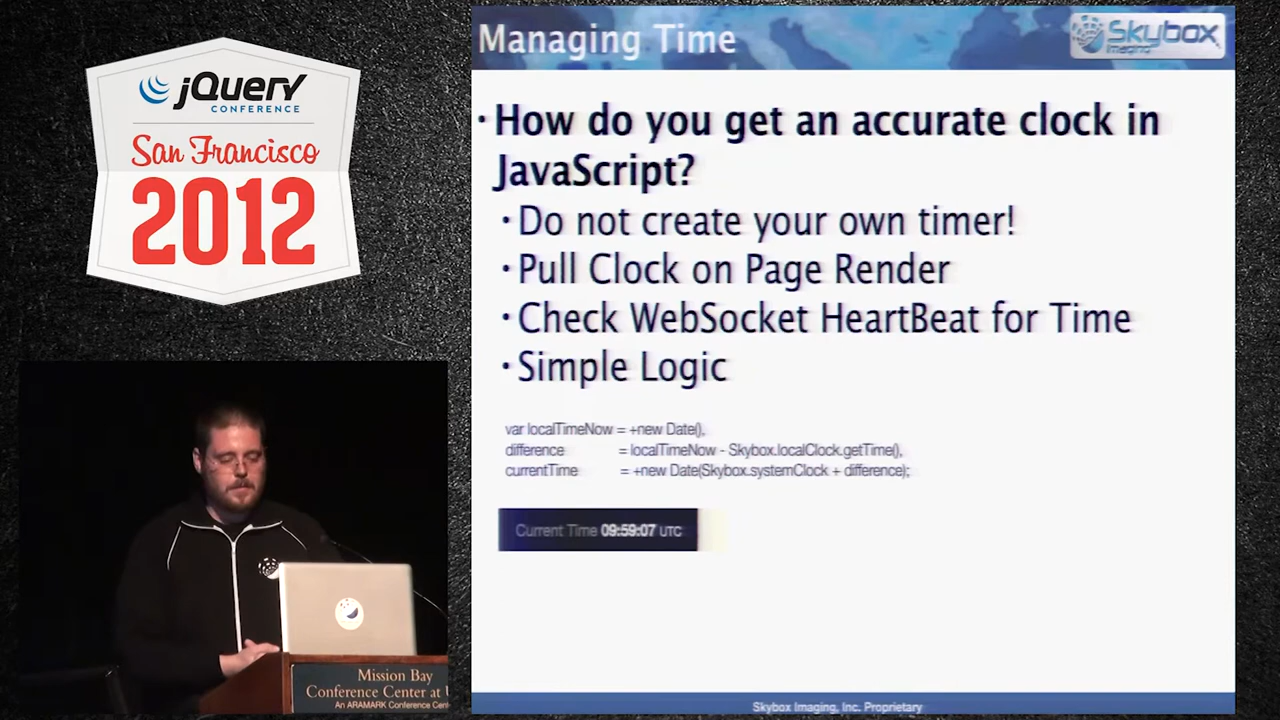 jQuery
CONFERENCE
San Francisco
2012
Mission Bay
Conference Center at
An ARAMARK Conference
Managing Time
Skybox
Imaging
· How do you get an accurate clock in
JavaScript?
· Do not create your own timer!
· Pull Clock on Page Render
· Check WebSocket HeartBeat for Time
· Simple Logic
var localTimeNow = +new Date(),
difference = localTimeNow - Skybox.localClock.getTime(),
currentTime = +new Date(Skybox.systemClock + difference);
Current Time 09:59:07 UTC
Skybox Imaging, Inc. Proprietary